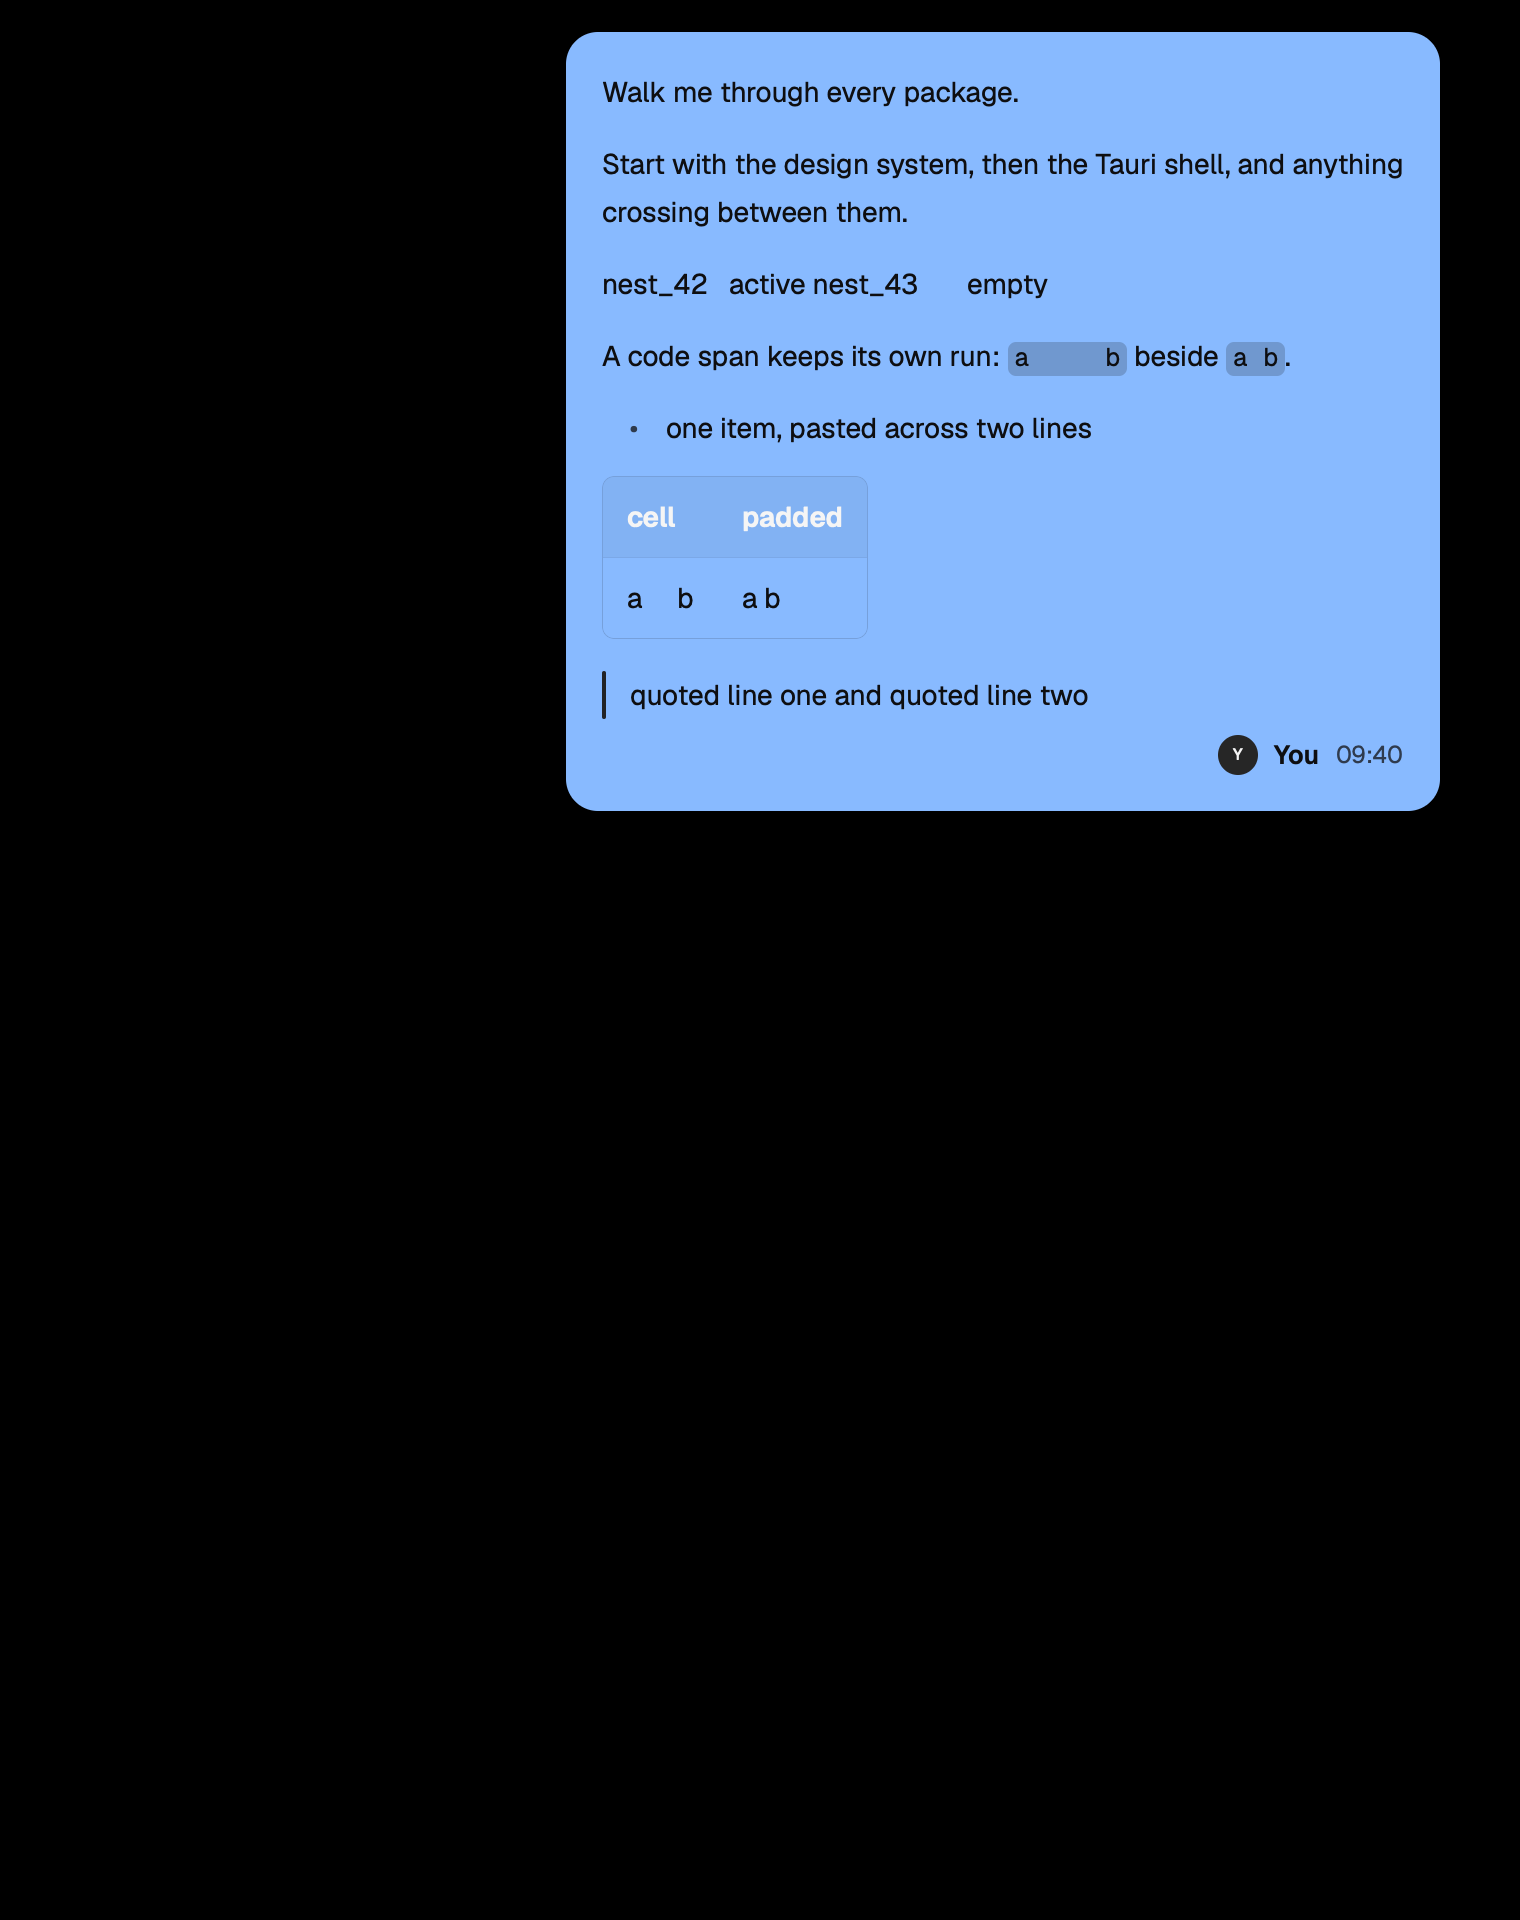 Walk me through every package.
Start with the design system, then the Tauri shell, and anything
crossing between them.
nest_42   active nest_43       empty
A code span keeps its own run: a      b beside a  b.
• one item, pasted across two lines
cell padded
a     b a b
quoted line one and quoted line two
Y You 09:40